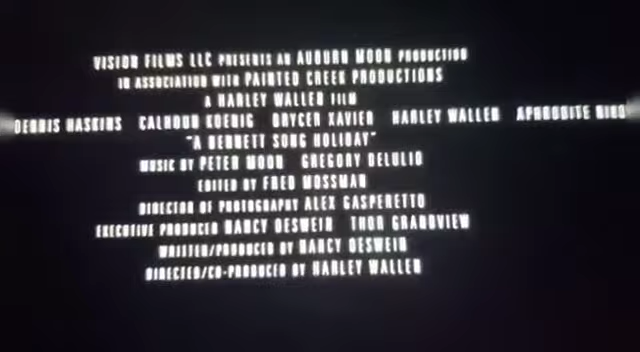 VISION FILMS LLC PRESENTS AN AUBURN MOON PRODUCTION
IN ASSOCIATION WITH PAINTED CREEK PRODUCTIONS
A HARLEY WALLEN FILM
DENNIS HASKINS CALHOUN KOENIG BRYCER XAVIER HARLEY WALLEN APHRODITE NIKO
"A BENNETT SONG HOLIDAY"
MUSIC BY PETER MOON GREGORY DELULIO
EDITED BY FRED MOSSMAN
DIRECTOR OF PHOTOGRAPHY ALEX GASPERETTO
EXECUTIVE PRODUCER NANCY OESWEIN THOR GRANDVIEW
WRITTEN/PRODUCED BY NANCY OESWEIN
DIRECTED/CO-PRODUCED BY HARLEY WALLEN